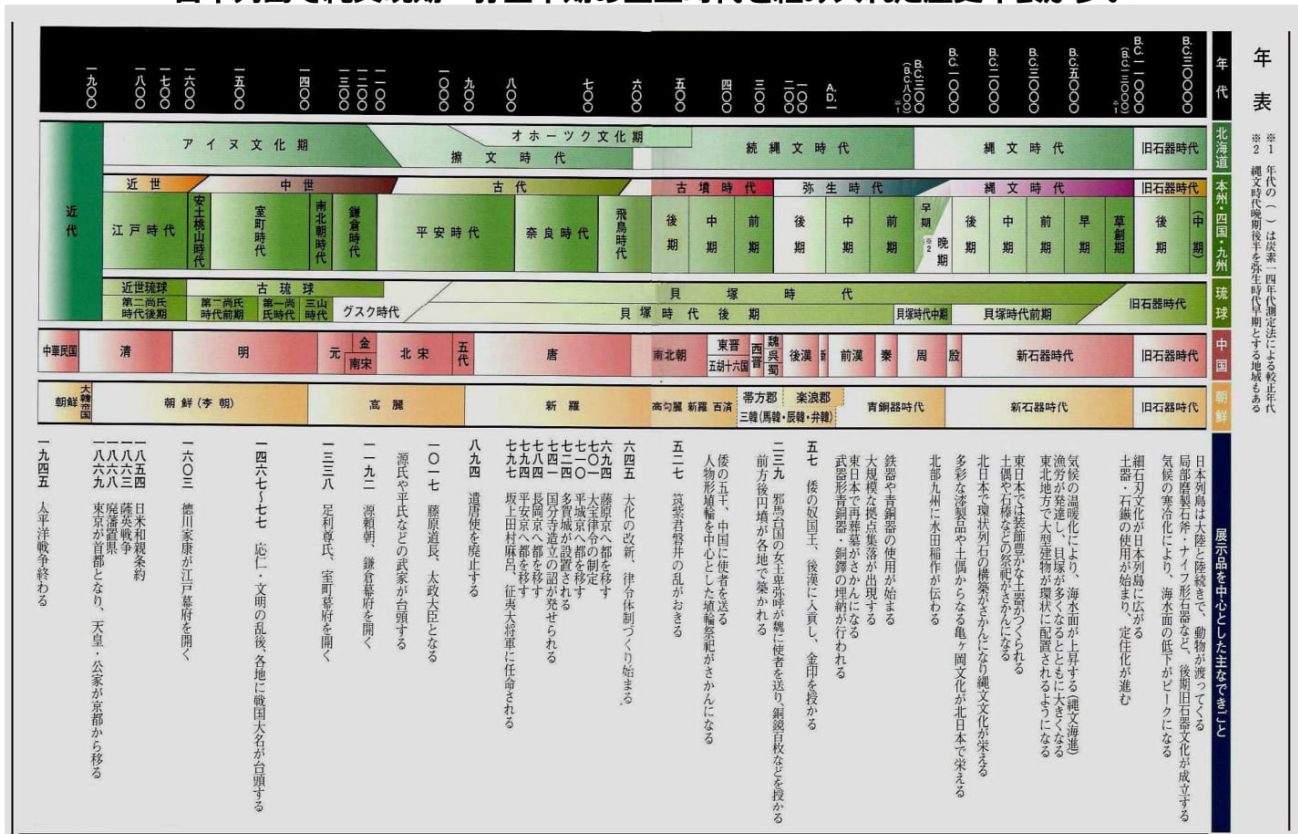 年表
※1 年代の( )は炭素一四年代測定法による較正年代
※2 縄文時代晩期後半を弥生時代早期とする地域もある
年代
B.C.三〇〇〇〇
B.C.一一〇〇〇
(B.C.一三〇〇〇)
※1
B.C.五〇〇〇
B.C.二〇〇〇
B.C.一〇〇〇
B.C.三〇〇
(B.C.八〇〇)
※1
A.D.一
一〇〇
二〇〇
三〇〇
四〇〇
五〇〇
六〇〇
七〇〇
八〇〇
九〇〇
一〇〇〇
一一〇〇
一二〇〇
一三〇〇
一四〇〇
一五〇〇
一六〇〇
一七〇〇
一八〇〇
一九〇〇
北海道
旧石器時代
縄文時代
続縄文時代
オホーツク文化期
擦文時代
アイヌ文化期
近代
本州・四国・九州
旧石器時代
縄文時代
弥生時代
古墳時代
古代
中世
近世
(中期)
後期
草創期
早期
前期
中期
後期
晩期
※2
早期
前期
中期
後期
前期
中期
後期
飛鳥時代
奈良時代
平安時代
鎌倉時代
南北朝時代
室町時代
安土桃山時代
江戸時代
琉球
旧石器時代
貝塚時代
貝塚時代前期
貝塚時代中期
貝塚時代後期
グスク時代
古琉球
三山時代
第一尚氏時代
第二尚氏時代前期
近世琉球
第二尚氏時代後期
中国
旧石器時代
新石器時代
殷
周
秦
前漢
後漢
魏
呉
蜀
西晋
東晋
五胡十六国
南北朝
唐
五代
北宋
金
南宋
元
明
清
中華民国
朝鮮
旧石器時代
新石器時代
青銅器時代
楽浪郡
帯方郡
三韓(馬韓・辰韓・弁韓)
高句麗 新羅 百済
新羅
高麗
朝鮮(李朝)
大韓帝国
朝鮮
展示品を中心とした主なできごと
日本列島は大陸と陸続きで、動物が渡ってくる
局部磨製石斧・ナイフ形石器など、後期旧石器文化が成立する
気候の寒冷化により、海水面の低下がピークになる
細石刃文化が日本列島に広がる
土器・石鏃の使用が始まり、定住化が進む
気候の温暖化により、海水面が上昇する(縄文海進)
漁労が発達し、貝塚が多くなるとともに大きくなる
東北地方で大型建物が環状に配置されるようになる
東日本では装飾豊かな土器がつくられる
土偶や石棒などの祭祀がさかんになる
北日本で環状列石の構築がさかんになり縄文文化が栄える
多彩な漆製品や土偶からなる亀ヶ岡文化が北日本で栄える
北部九州に水田稲作が伝わる
鉄器や青銅器の使用が始まる
大規模な拠点集落が出現する
東日本で再葬墓がさかんになる
武器形青銅器・銅鐸の埋納が行われる
五七 倭の奴国王、後漢に入貢し、金印を授かる
二三九 邪馬台国の女王卑弥呼が魏に使者を送り、銅鏡百枚などを授かる
前方後円墳が各地で築かれる
倭の五王、中国に使者を送る
人物形埴輪を中心とした埴輪祭祀がさかんになる
五二七 筑紫君磐井の乱がおきる
六四五 大化の改新、律令体制づくり始まる
六九四 藤原京へ都を移す
七〇一 大宝律令の制定
七一〇 平城京へ都を移す
七二四 多賀城が設置される
七四一 国分寺造立の詔が発せられる
七八四 長岡京へ都を移す
七九四 平安京へ都を移す
七九七 坂上田村麻呂、征夷大将軍に任命される
八九四 遣唐使を廃止する
一〇一七 藤原道長、太政大臣となる
源氏や平氏などの武家が台頭する
一一九二 源頼朝、鎌倉幕府を開く
一三三八 足利尊氏、室町幕府を開く
一四六七〜七七 応仁・文明の乱後、各地に戦国大名が台頭する
一六〇三 徳川家康が江戸幕府を開く
一八五四 日米和親条約
一八六三 薩英戦争
一八六八 廃藩置県
一八六九 東京が首都となり、天皇・公家が京都から移る
一九四五 太平洋戦争終わる